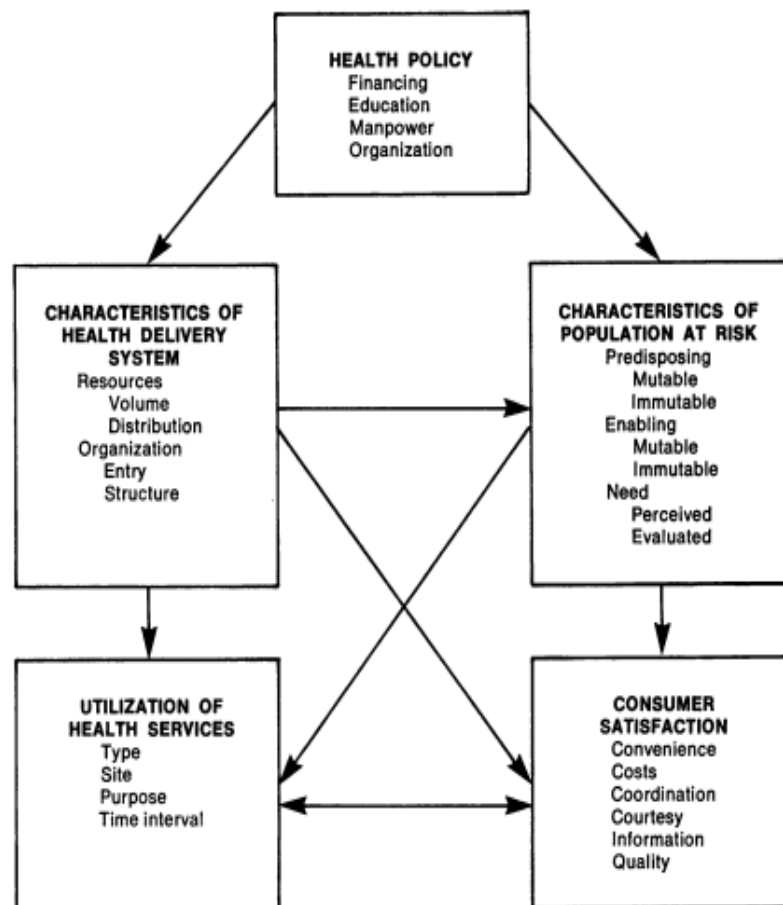 HEALTH POLICY
Financing
Education
Manpower
Organization
CHARACTERISTICS OF
HEALTH DELIVERY
SYSTEM
Resources
Volume
Distribution
Organization
Entry
Structure
CHARACTERISTICS OF
POPULATION AT RISK
Predisposing
Mutable
Immutable
Enabling
Mutable
Immutable
Need
Perceived
Evaluated
UTILIZATION OF
HEALTH SERVICES
Type
Site
Purpose
Time interval
CONSUMER
SATISFACTION
Convenience
Costs
Coordination
Courtesy
Information
Quality